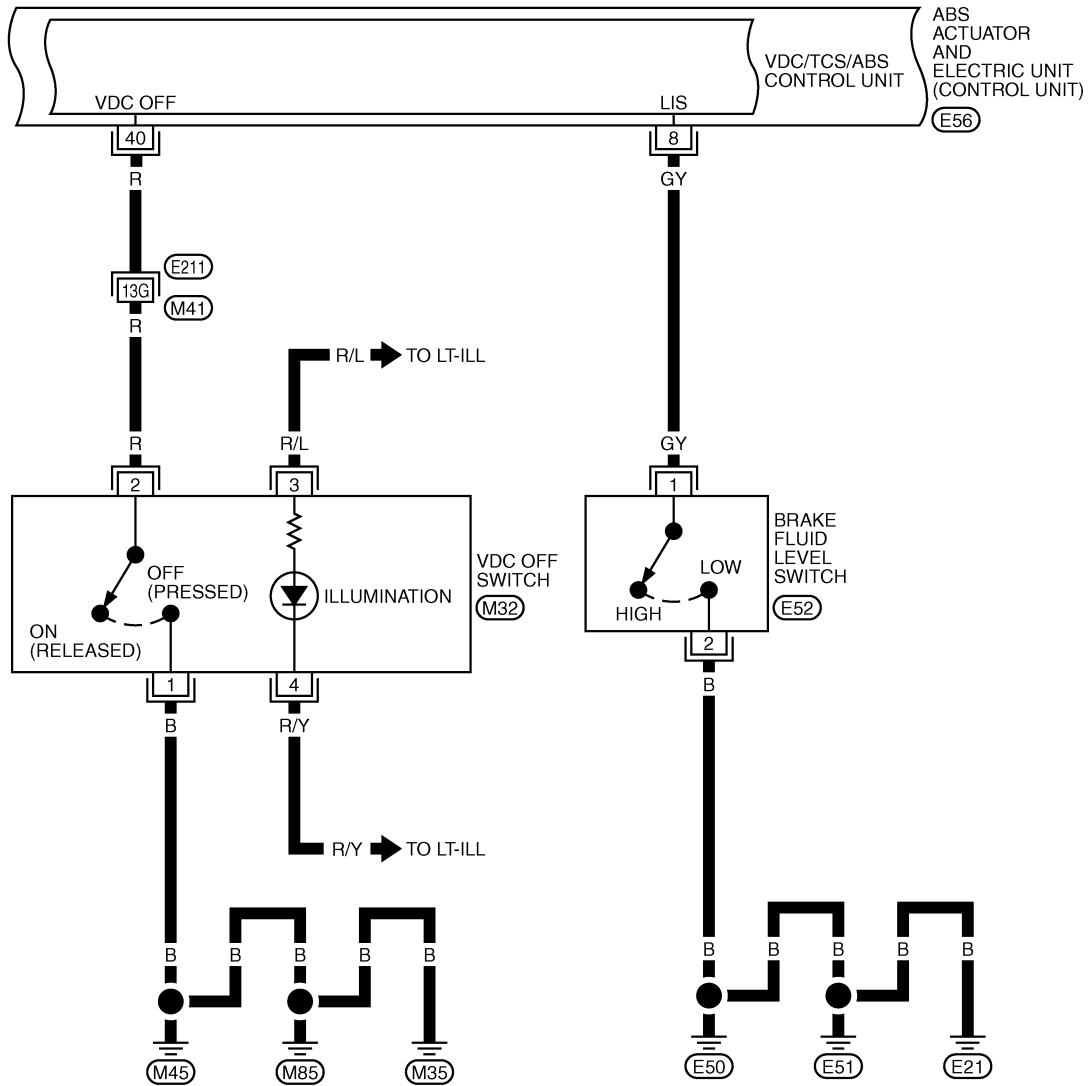 ABS
ACTUATOR
AND
ELECTRIC UNIT
(CONTROL UNIT)
E56
VDC/TCS/ABS
CONTROL UNIT
VDC OFF
LIS
40
8
R
GY
E211
13G
M41
R
R/L
TO LT-ILL
R
R/L
GY
2
3
1
OFF
(PRESSED)
ON
(RELEASED)
ILLUMINATION
VDC OFF
SWITCH
M32
LOW
HIGH
BRAKE
FLUID
LEVEL
SWITCH
E52
1
4
2
B
R/Y
B
R/Y
TO LT-ILL
B
B
B
B
B
B
B
B
B
B
M45
M85
M35
E50
E51
E21